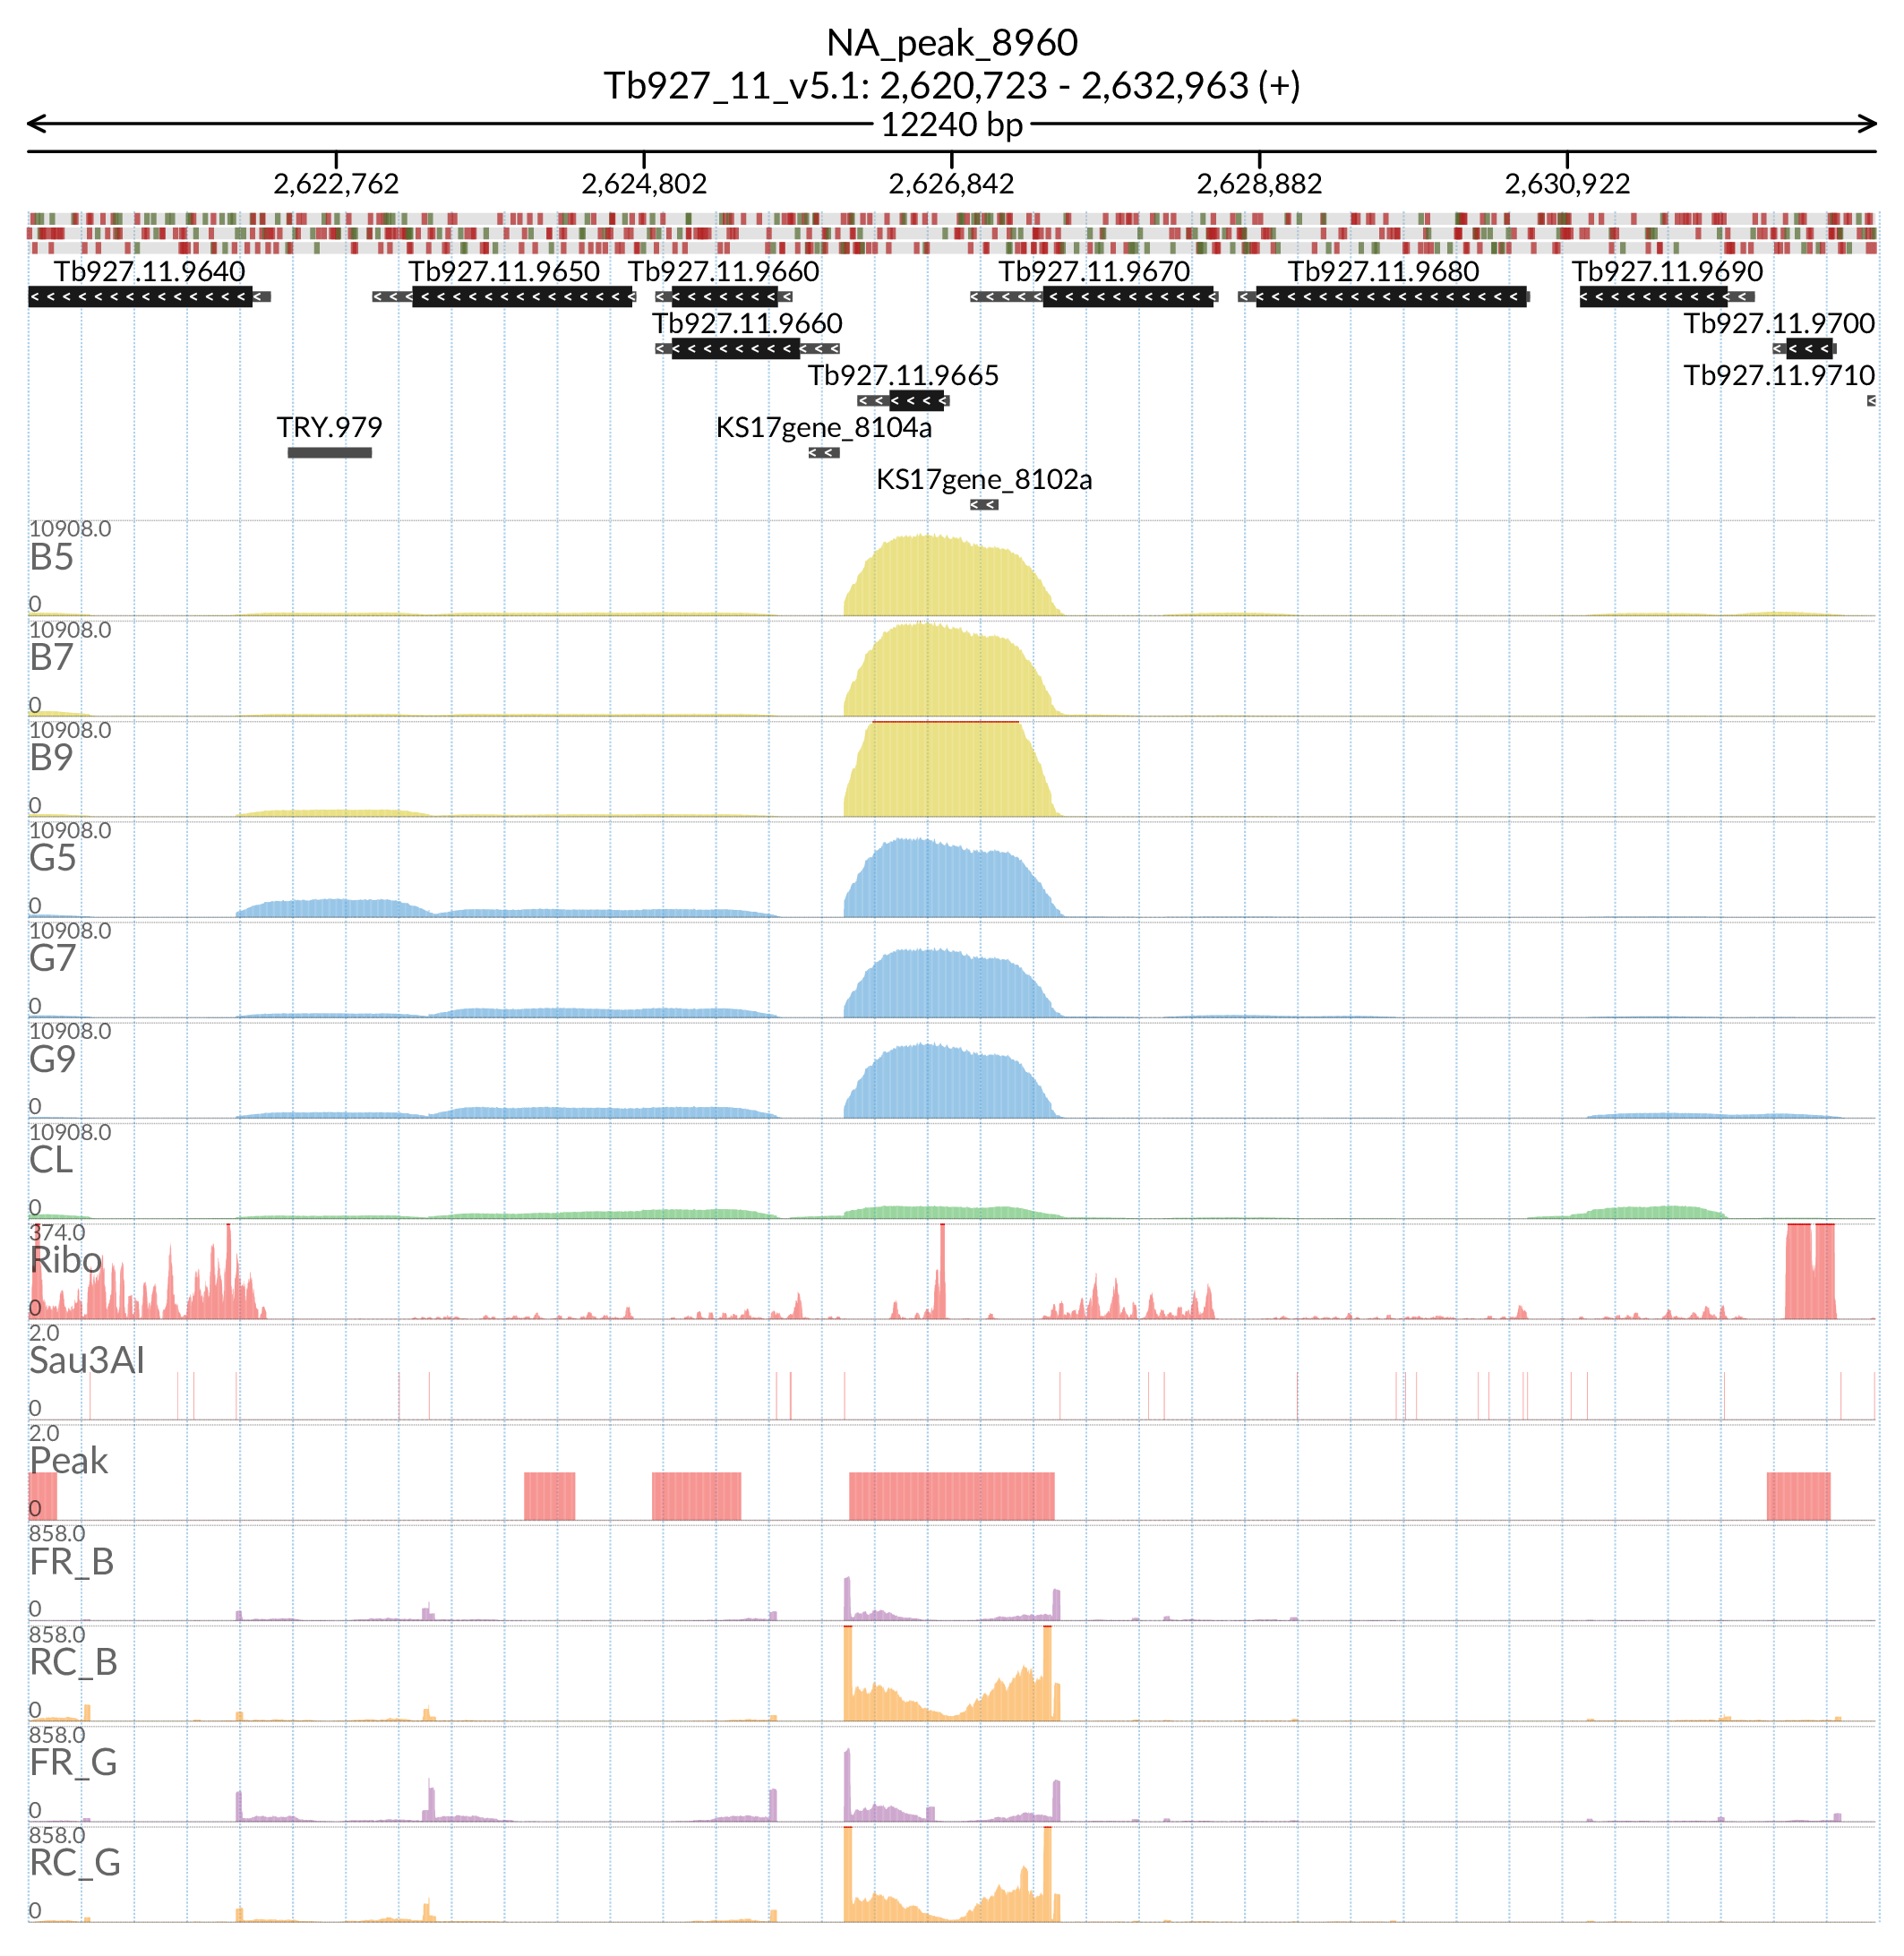 NA_peak_8960
Tb927_11_v5.1: 2,620,723 - 2,632,963 (+)
12240 bp
2,622,762 2,624,802 2,626,842 2,628,882 2,630,922
Tb927.11.9640 Tb927.11.9650 Tb927.11.9660 Tb927.11.9670 Tb927.11.9680 Tb927.11.9690
Tb927.11.9660 Tb927.11.9700
Tb927.11.9665 Tb927.11.9710
TRY.979 KS17gene_8104a
KS17gene_8102a
10908.0
B5
0
10908.0
B7
0
10908.0
B9
0
10908.0
G5
0
10908.0
G7
0
10908.0
G9
0
10908.0
CL
0
374.0
Ribo
0
2.0
Sau3AI
0
2.0
Peak
0
858.0
FR_B
0
858.0
RC_B
0
858.0
FR_G
0
858.0
RC_G
0